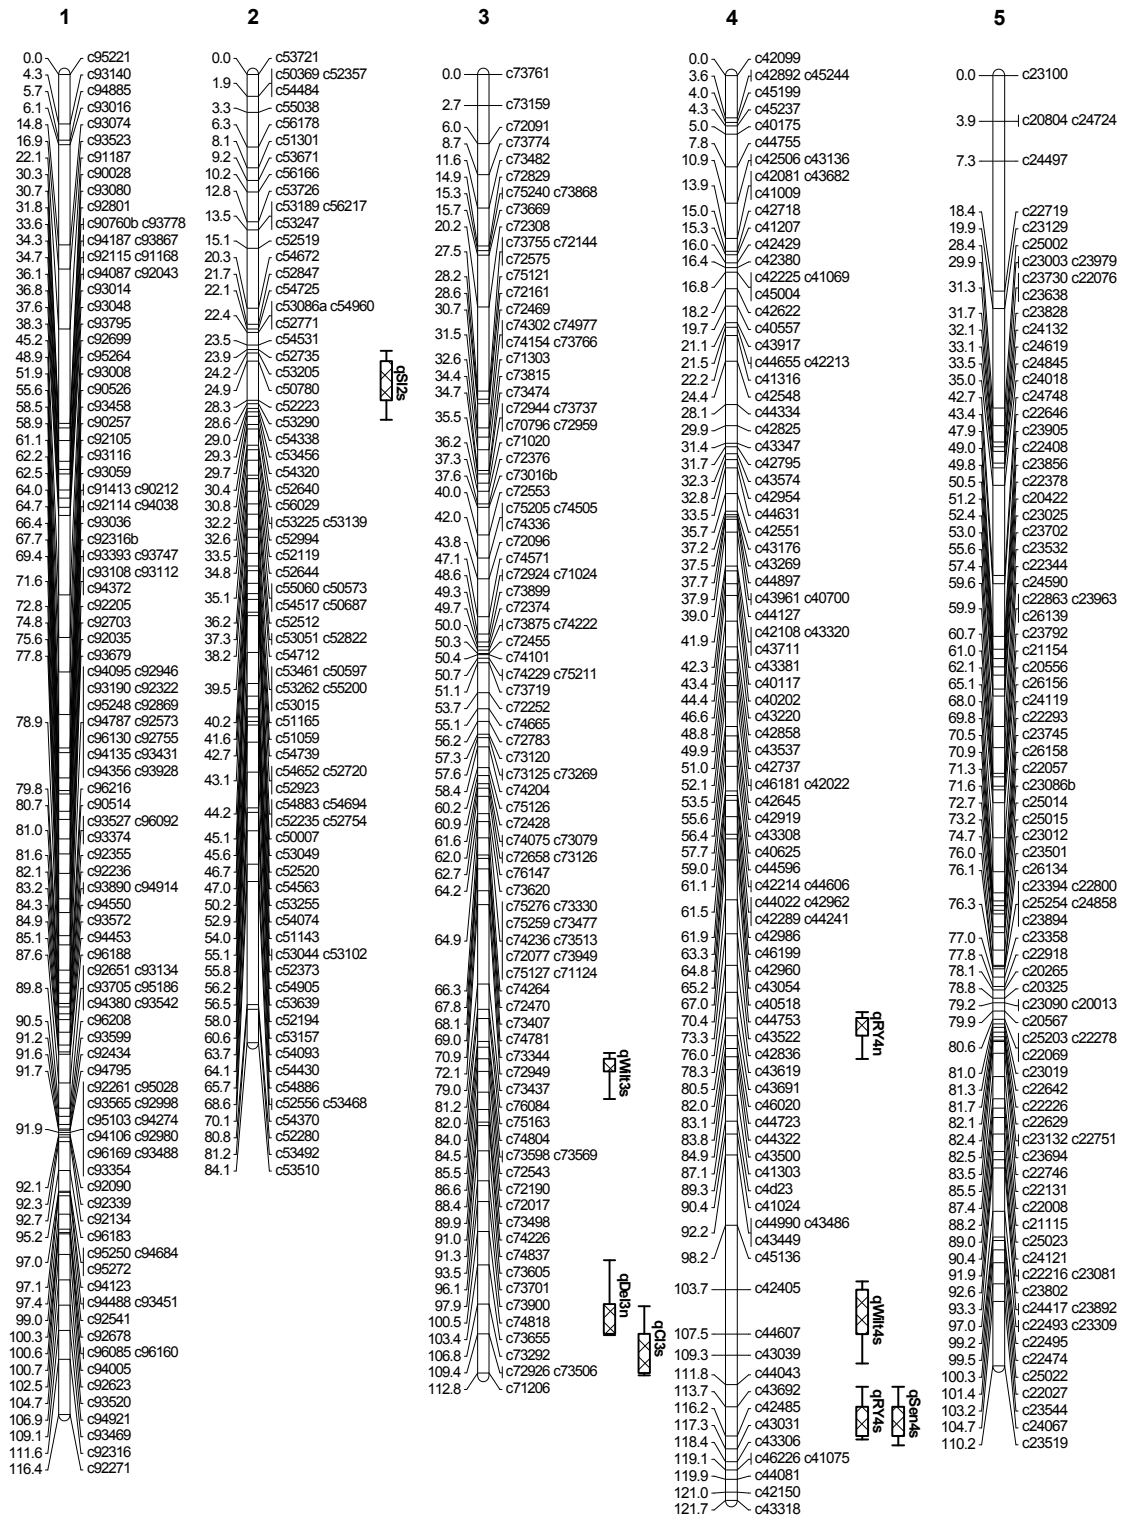 1
0.0 c95221
4.3 c93140
5.7 c94885
6.1 c93016
14.8 c93074
16.9 c93523
22.1 c91187
30.3 c90028
30.7 c93080
31.8 c92801
33.6 c90760b c93778
34.3 c94187 c93867
34.7 c92115 c91168
36.1 c94087 c92043
36.8 c93014
37.6 c93048
38.3 c93795
45.2 c92699
48.9 c95264
51.9 c93008
55.6 c90526
58.5 c93458
58.9 c90257
61.1 c92105
62.2 c93116
62.5 c93059
64.0 c91413 c90212
64.7 c92114 c94038
66.4 c93036
67.7 c92316b
69.4 c93393 c93747
c93108 c93112
71.6
c94372
72.8 c92205
74.8 c92703
75.6 c92035
77.8 c93679
c94095 c92946
c93190 c92322
c95248 c92869
78.9 c94787 c92573
c96130 c92755
c94135 c93431
c94356 c93928
79.8 c96216
80.7 c90514
c93527 c96092
81.0
c93374
81.6 c92355
82.1 c92236
83.2 c93890 c94914
84.3 c94550
84.9 c93572
85.1 c94453
87.6 c96188
c92651 c93134
89.8 c93705 c95186
c94380 c93542
90.5 c96208
91.2 c93599
91.6 c92434
91.7 c94795
c92261 c95028
c93565 c92998
c95103 c94274
91.9
c94106 c92980
c96169 c93488
c93354
92.1 c92090
92.3 c92339
92.7 c92134
95.2 c96183
c95250 c94684
97.0
c95272
97.1 c94123
97.4 c94488 c93451
99.0 c92541
100.3 c92678
100.6 c96085 c96160
100.7 c94005
102.5 c92623
104.7 c93520
106.9 c94921
109.1 c93469
111.6 c92316
116.4 c92271
2
0.0 c53721
c50369 c52357
1.9
c54484
3.3 c55038
6.3 c56178
8.1 c51301
9.2 c53671
10.2 c56166
12.8 c53726
c53189 c56217
13.5
c53247
15.1 c52519
20.3 c54672
21.7 c52847
22.1 c54725
c53086a c54960
22.4
c52771
23.5 c54531
23.9 c52735
24.2 c53205
24.9 c50780
28.3 c52223
28.6 c53290
29.0 c54338
29.3 c53456
29.7 c54320
30.4 c52640
30.8 c56029
32.2 c53225 c53139
32.6 c52994
33.5 c52119
34.8 c52644
c55060 c50573
35.1
c54517 c50687
36.2 c52512
37.3 c53051 c52822
38.2 c54712
c53461 c50597
39.5 c53262 c55200
c53015
40.2 c51165
41.6 c51059
42.7 c54739
c54652 c52720
43.1
c52923
c54883 c54694
44.2
c52235 c52754
45.1 c50007
45.6 c53049
46.7 c52520
47.0 c54563
50.2 c53255
52.9 c54074
54.0 c51143
55.1 c53044 c53102
55.8 c52373
56.2 c54905
56.5 c53639
58.0 c52194
60.6 c53157
63.7 c54093
64.1 c54430
65.7 c54886
68.6 c52556 c53468
70.1 c54370
80.8 c52280
81.2 c53492
84.1 c53510
qSl2s
3
0.0 c73761
2.7 c73159
6.0 c72091
8.7 c73774
11.6 c73482
14.9 c72829
15.3 c75240 c73868
15.7 c73669
20.2 c72308
c73755 c72144
27.5
c72575
28.2 c75121
28.6 c72161
30.7 c72469
c74302 c74977
31.5
c74154 c73766
32.6 c71303
34.4 c73815
34.7 c73474
c72944 c73737
35.5
c70796 c72959
36.2 c71020
37.3 c72376
37.6 c73016b
40.0 c72553
c75205 c74505
42.0
c74336
43.8 c72096
47.1 c74571
48.6 c72924 c71024
49.3 c73899
49.7 c72374
50.0 c73875 c74222
50.3 c72455
50.4 c74101
50.7 c74229 c75211
51.1 c73719
53.7 c72252
55.1 c74665
56.2 c72783
57.3 c73120
57.6 c73125 c73269
58.4 c74204
60.2 c75126
60.9 c72428
61.6 c74075 c73079
62.0 c72658 c73126
62.7 c76147
64.2 c73620
c75276 c73330
c75259 c73477
64.9 c74236 c73513
c72077 c73949
c75127 c71124
66.3 c74264
67.8 c72470
68.1 c73407
69.0 c74781
70.9 c73344
72.1 c72949
79.0 c73437
81.2 c76084
82.0 c75163
84.0 c74804
84.5 c73598 c73569
85.5 c72543
86.6 c72190
88.4 c72017
89.9 c73498
91.0 c74226
91.3 c74837
93.5 c73605
96.1 c73701
97.9 c73900
100.5 c74818
103.4 c73655
106.8 c73292
109.4 c72926 c73506
112.8 c71206
qWilt3s
qDel3n
qCl3s
4
0.0 c42099
3.6 c42892 c45244
4.0 c45199
4.3 c45237
5.0 c40175
7.8 c44755
10.9 c42506 c43136
c42081 c43682
13.9
c41009
15.0 c42718
15.3 c41207
16.0 c42429
16.4 c42380
c42225 c41069
16.8
c45004
18.2 c42622
19.7 c40557
21.1 c43917
21.5 c44655 c42213
22.2 c41316
24.4 c42548
28.1 c44334
29.9 c42825
31.4 c43347
31.7 c42795
32.3 c43574
32.8 c42954
33.5 c44631
35.7 c42551
37.2 c43176
37.5 c43269
37.7 c44897
37.9 c43961 c40700
39.0 c44127
c42108 c43320
41.9
c43711
42.3 c43381
43.4 c40117
44.4 c40202
46.6 c43220
48.8 c42858
49.9 c43537
51.0 c42737
52.1 c46181 c42022
53.5 c42645
55.6 c42919
56.4 c43308
57.7 c40625
59.0 c44596
61.1 c42214 c44606
c44022 c42962
61.5
c42289 c44241
61.9 c42986
63.3 c46199
64.8 c42960
65.2 c43054
67.0 c40518
70.4 c44753
73.3 c43522
76.0 c42836
78.3 c43619
80.5 c43691
82.0 c46020
83.1 c44723
83.8 c44322
84.9 c43500
87.1 c41303
89.3 c4d23
90.4 c41024
c44990 c43486
92.2
c43449
98.2 c45136
103.7 c42405
107.5 c44607
109.3 c43039
111.8 c44043
113.7 c43692
116.2 c42485
117.3 c43031
118.4 c43306
119.1 c46226 c41075
119.9 c44081
121.0 c42150
121.7 c43318
qRY4n
qWilt4s
qRY4s
qSen4s
5
0.0 c23100
3.9 c20804 c24724
7.3 c24497
18.4 c22719
19.9 c23129
28.4 c25002
29.9 c23003 c23979
c23730 c22076
31.3
c23638
31.7 c23828
32.1 c24132
33.1 c24619
33.5 c24845
35.0 c24018
42.7 c24748
43.4 c22646
47.9 c23905
49.0 c22408
49.8 c23856
50.5 c22378
51.2 c20422
52.4 c23025
53.0 c23702
55.6 c23532
57.4 c22344
59.6 c24590
c22863 c23963
59.9
c26139
60.7 c23792
61.0 c21154
62.1 c20556
65.1 c26156
68.0 c24119
69.8 c22293
70.5 c23745
70.9 c26158
71.3 c22057
71.6 c23086b
72.7 c25014
73.2 c25015
74.7 c23012
76.0 c23501
76.1 c26134
c23394 c22800
76.3 c25254 c24858
c23894
77.0 c23358
77.8 c22918
78.1 c20265
78.8 c20325
79.2 c23090 c20013
79.9 c20567
c25203 c22278
80.6
c22069
81.0 c23019
81.3 c22642
81.7 c22226
82.1 c22629
82.4 c23132 c22751
82.5 c23694
83.5 c22746
85.5 c22131
87.4 c22008
88.2 c21115
89.0 c25023
90.4 c24121
91.9 c22216 c23081
92.6 c23802
93.3 c24417 c23892
97.0 c22493 c23309
99.2 c22495
99.5 c22474
100.3 c25022
101.4 c22027
103.2 c23544
104.7 c24067
110.2 c23519